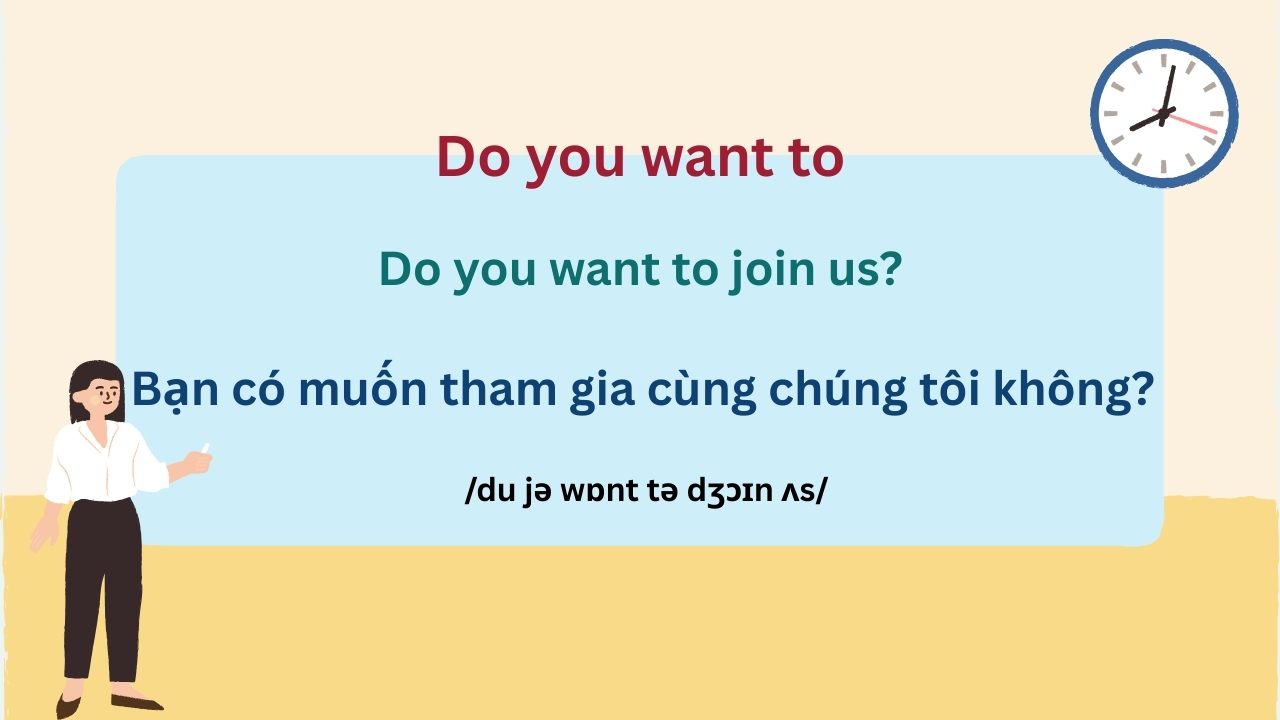 Do you want to
Do you want to join us?
Bạn có muốn tham gia cùng chúng tôi không?
/du jə wɒnt tə dʒɔɪn ʌs/